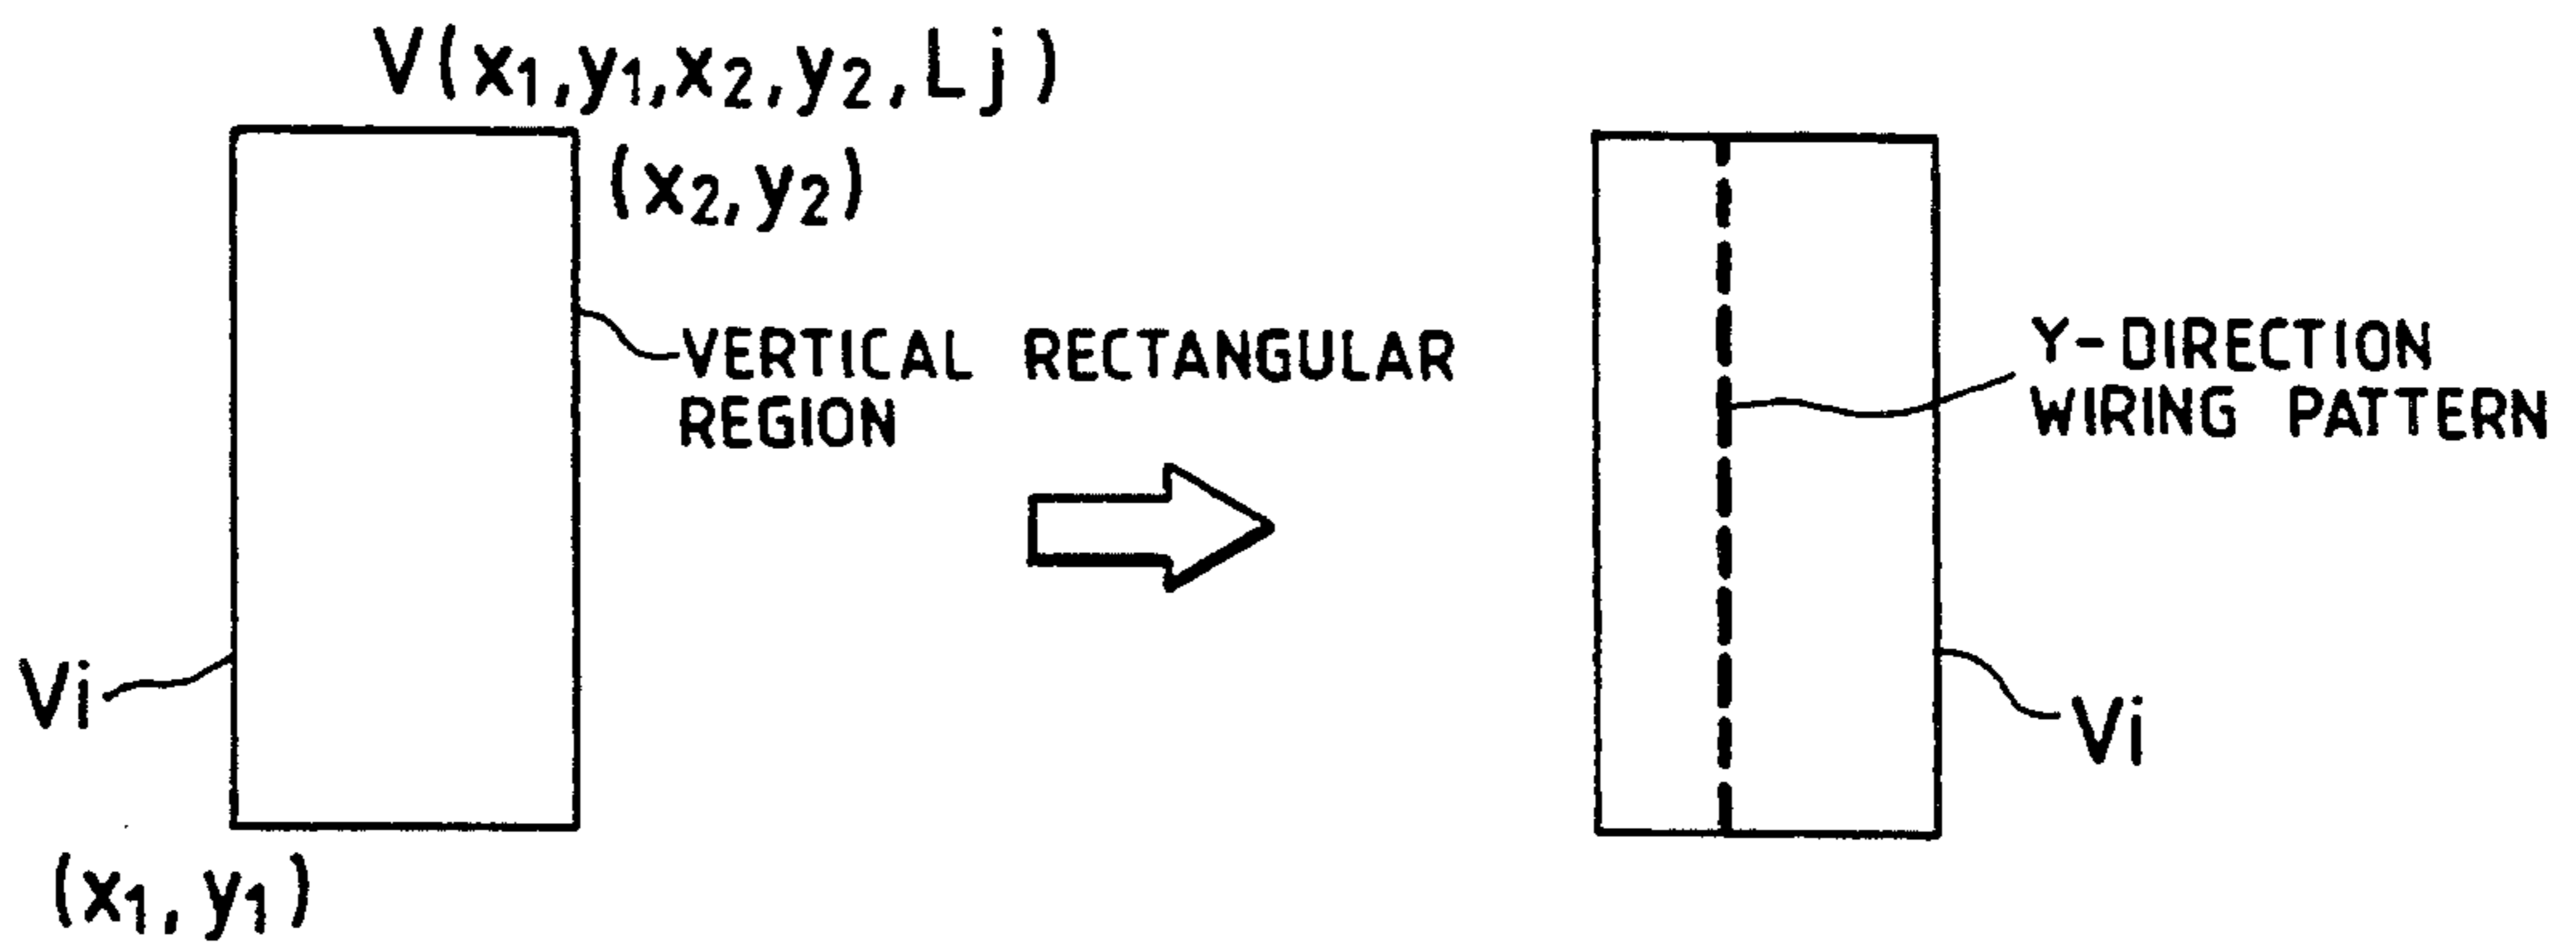 V(x1,y1,x2,y2,Lj)
(x2,y2)
VERTICAL RECTANGULAR
REGION
Vi
(x1,y1)
Y-DIRECTION
WIRING PATTERN
Vi